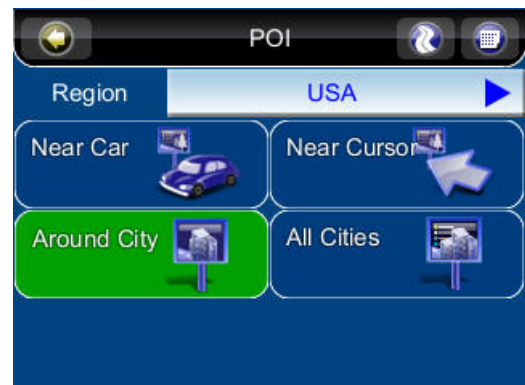 POI
Region USA
Near Car Near Cursor
Around City All Cities